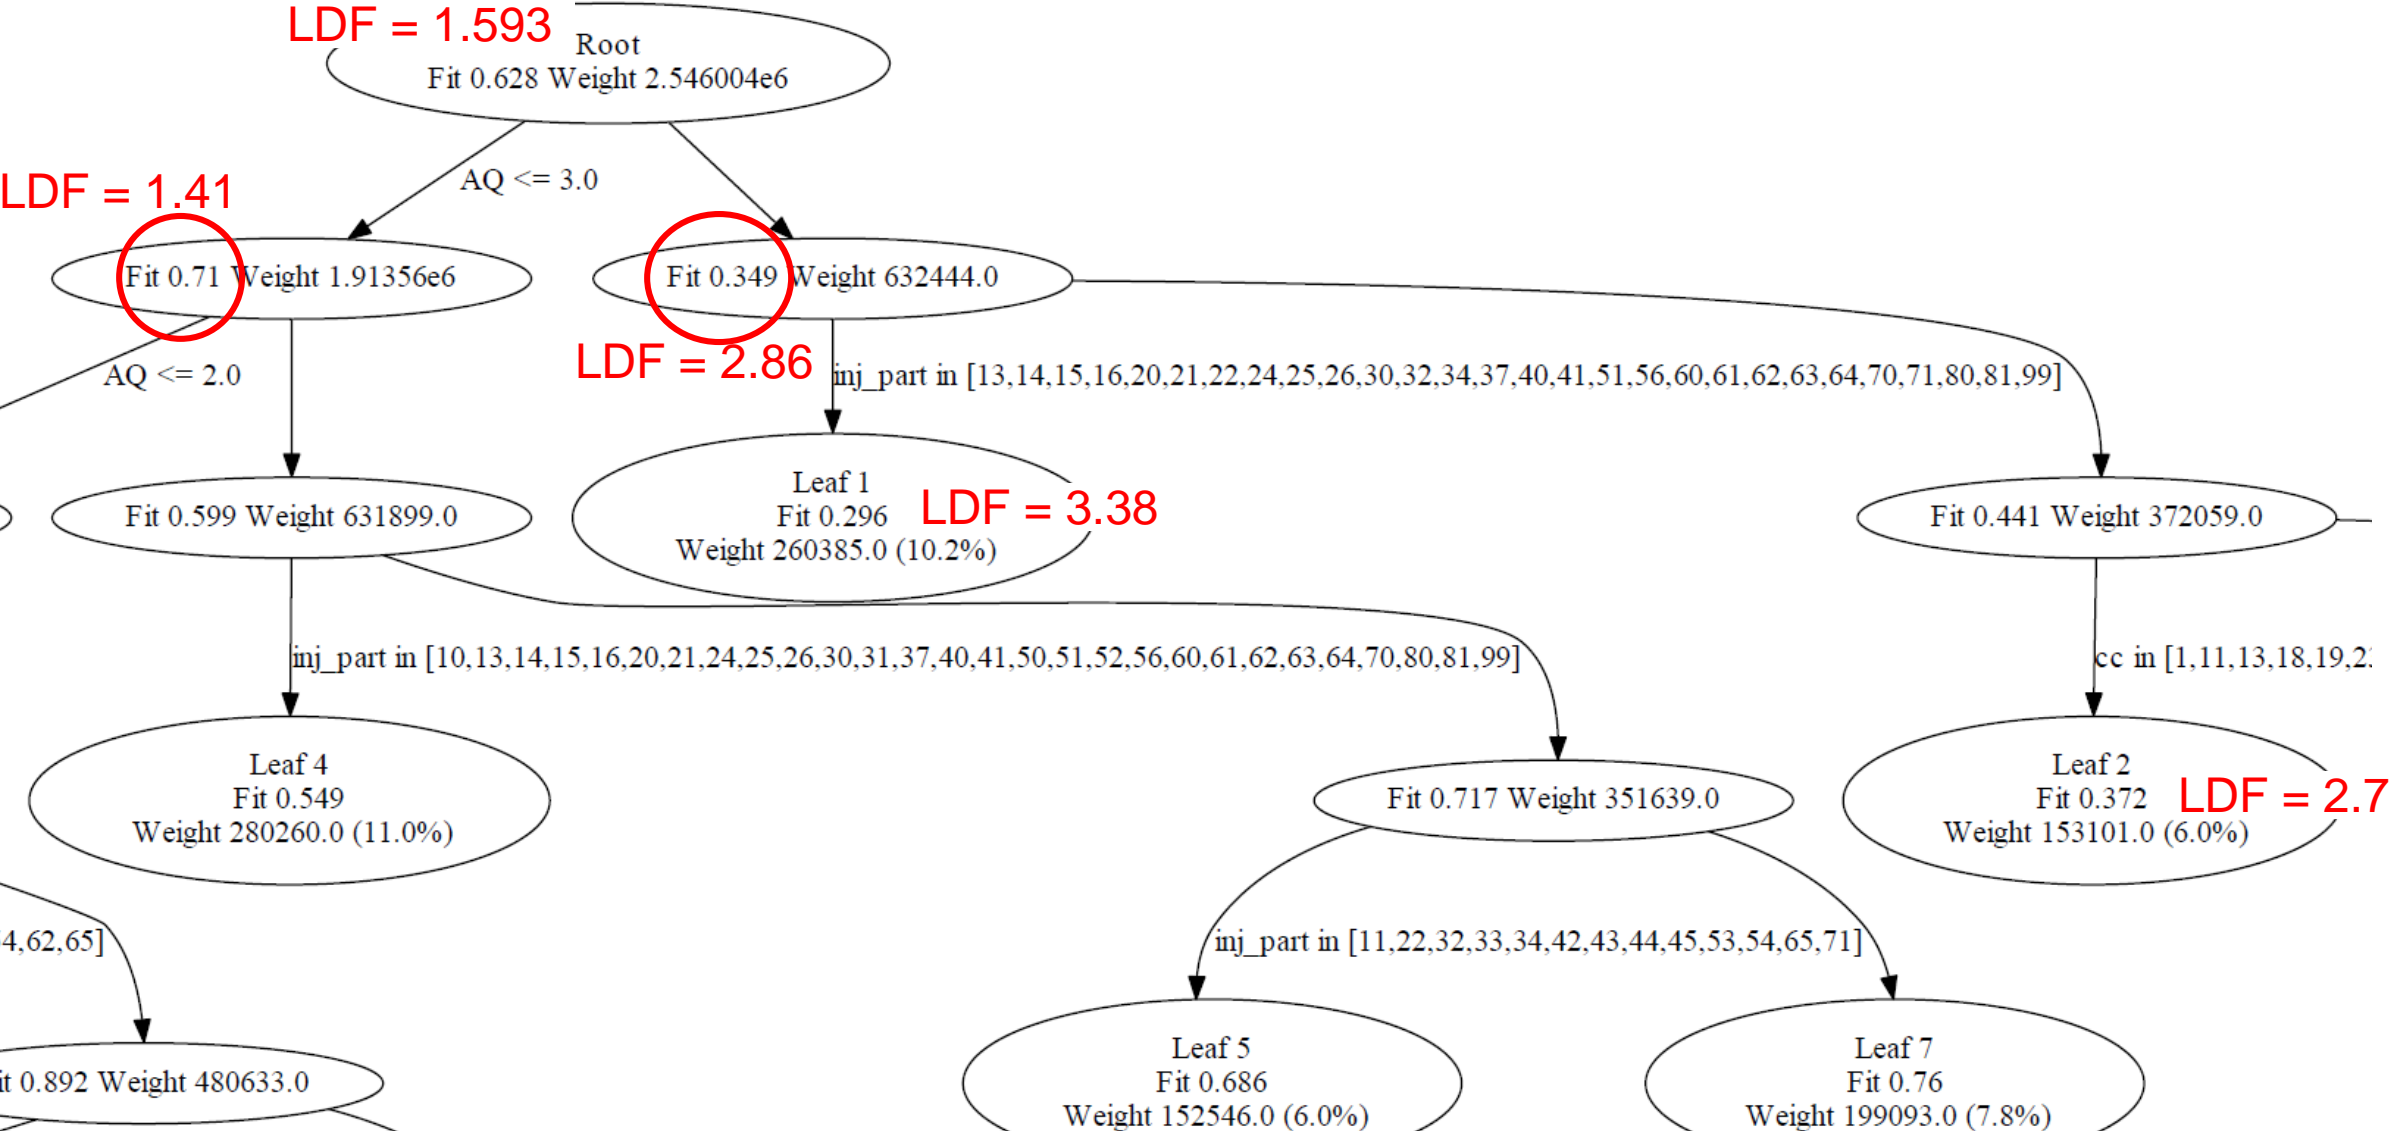 LDF = 1.593
Root
Fit 0.628 Weight 2.546004e6
AQ <= 3.0
LDF = 1.41
Fit 0.71 Weight 1.91356e6
Fit 0.349 Weight 632444.0
LDF = 2.86
AQ <= 2.0
inj_part in [13,14,15,16,20,21,22,24,25,26,30,32,34,37,40,41,51,56,60,61,62,63,64,70,71,80,81,99]
Fit 0.599 Weight 631899.0
Leaf 1
Fit 0.296
Weight 260385.0 (10.2%)
LDF = 3.38
Fit 0.441 Weight 372059.0
inj_part in [10,13,14,15,16,20,21,24,25,26,30,31,37,40,41,50,51,52,56,60,61,62,63,64,70,80,81,99]
cc in [1,11,13,18,19,2
Leaf 4
Fit 0.549
Weight 280260.0 (11.0%)
Fit 0.717 Weight 351639.0
Leaf 2
Fit 0.372
Weight 153101.0 (6.0%)
LDF = 2.7
4,62,65]
inj_part in [11,22,32,33,34,42,43,44,45,53,54,65,71]
it 0.892 Weight 480633.0
Leaf 5
Fit 0.686
Weight 152546.0 (6.0%)
Leaf 7
Fit 0.76
Weight 199093.0 (7.8%)